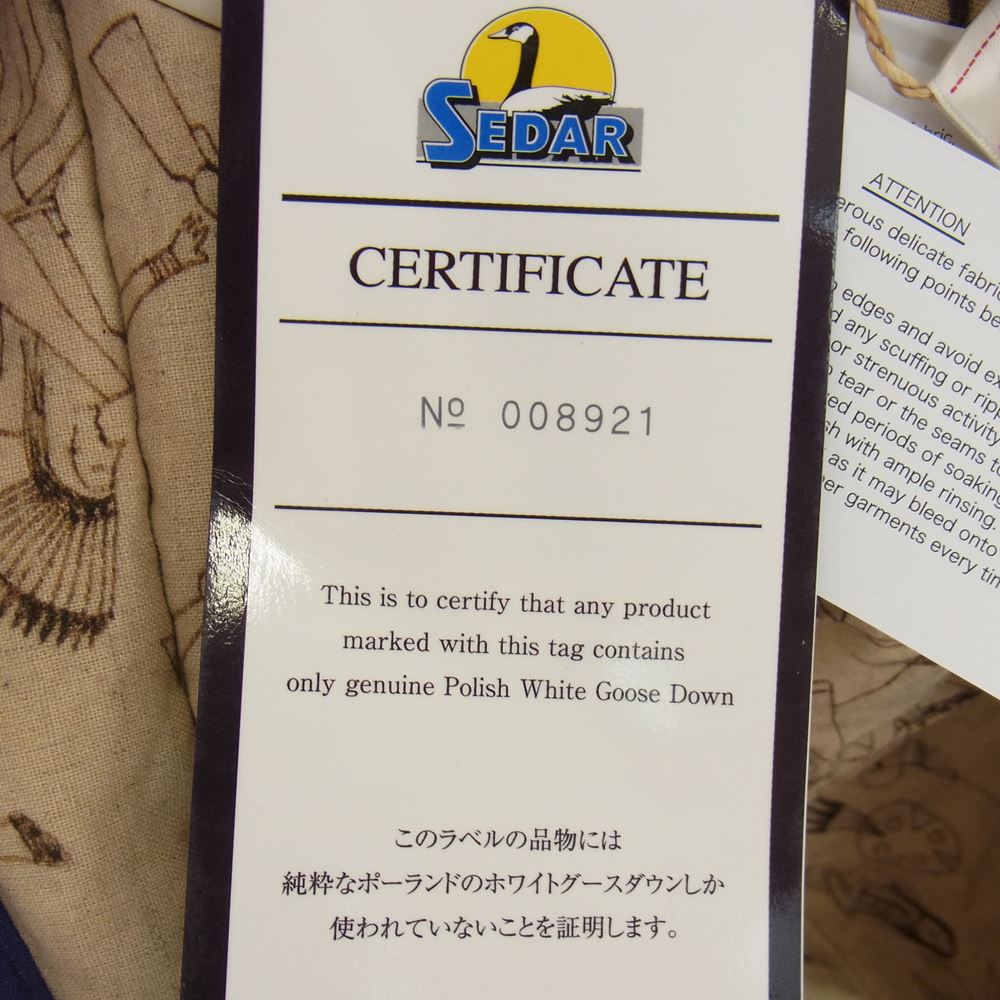 SEDAR
CERTIFICATE
Nº 008921
This is to certify that any product
marked with this tag contains
only genuine Polish White Goose Down
このラベルの品物には
純粋なポーランドのホワイトグースダウンしか
使われていないことを証明します。
ATTENTION
delicate
following points
edges and avoid
any scuffing or
or strenuous activity
tear or the seams
periods of soaking
with ample rinsing.
as it may bleed onto
garments every